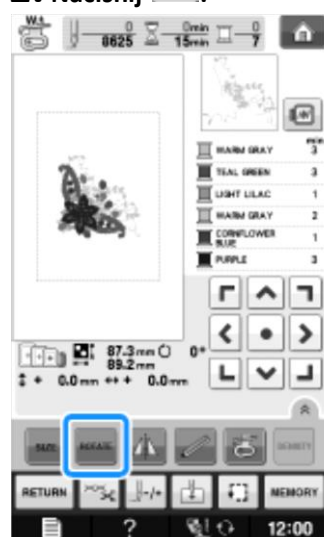 W+ 0 0min 0
8625 15min 7
min
WARM GRAY 3
TEAL GREEN 3
LIGHT LILAC 1
WARM GRAY 2
CORNFLOWER
BLUE 1
PURPLE 3
87.3mm 0°
89.2mm
+ 0.0mm + 0.0mm
SIZE ROTATE DENSITY
RETURN -/+ MEMORY
? 12:00